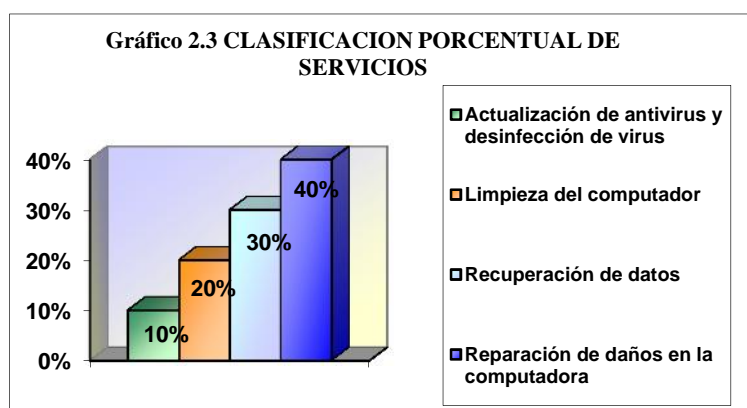 Gráfico 2.3 CLASIFICACION PORCENTUAL DE
SERVICIOS
40%
30%
20%
10%
0%
10%
20%
30%
40%
Actualización de antivirus y
desinfección de virus
Limpieza del computador
Recuperación de datos
Reparación de daños en la
computadora